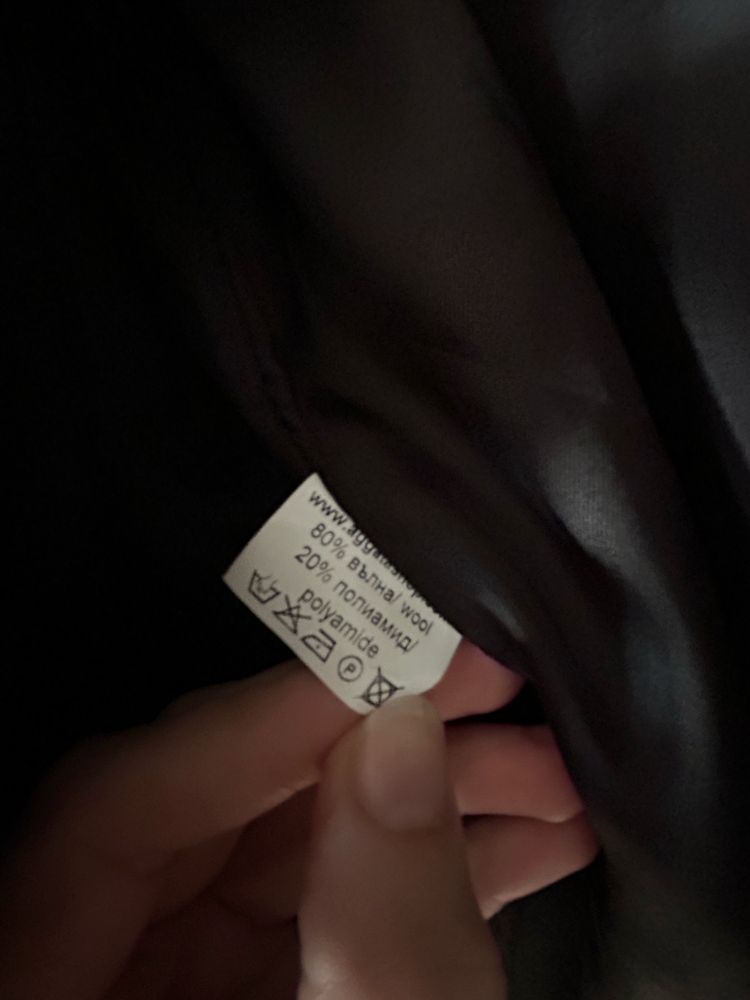 80% вълна/ wool
20% полиамид/
polyamide
P